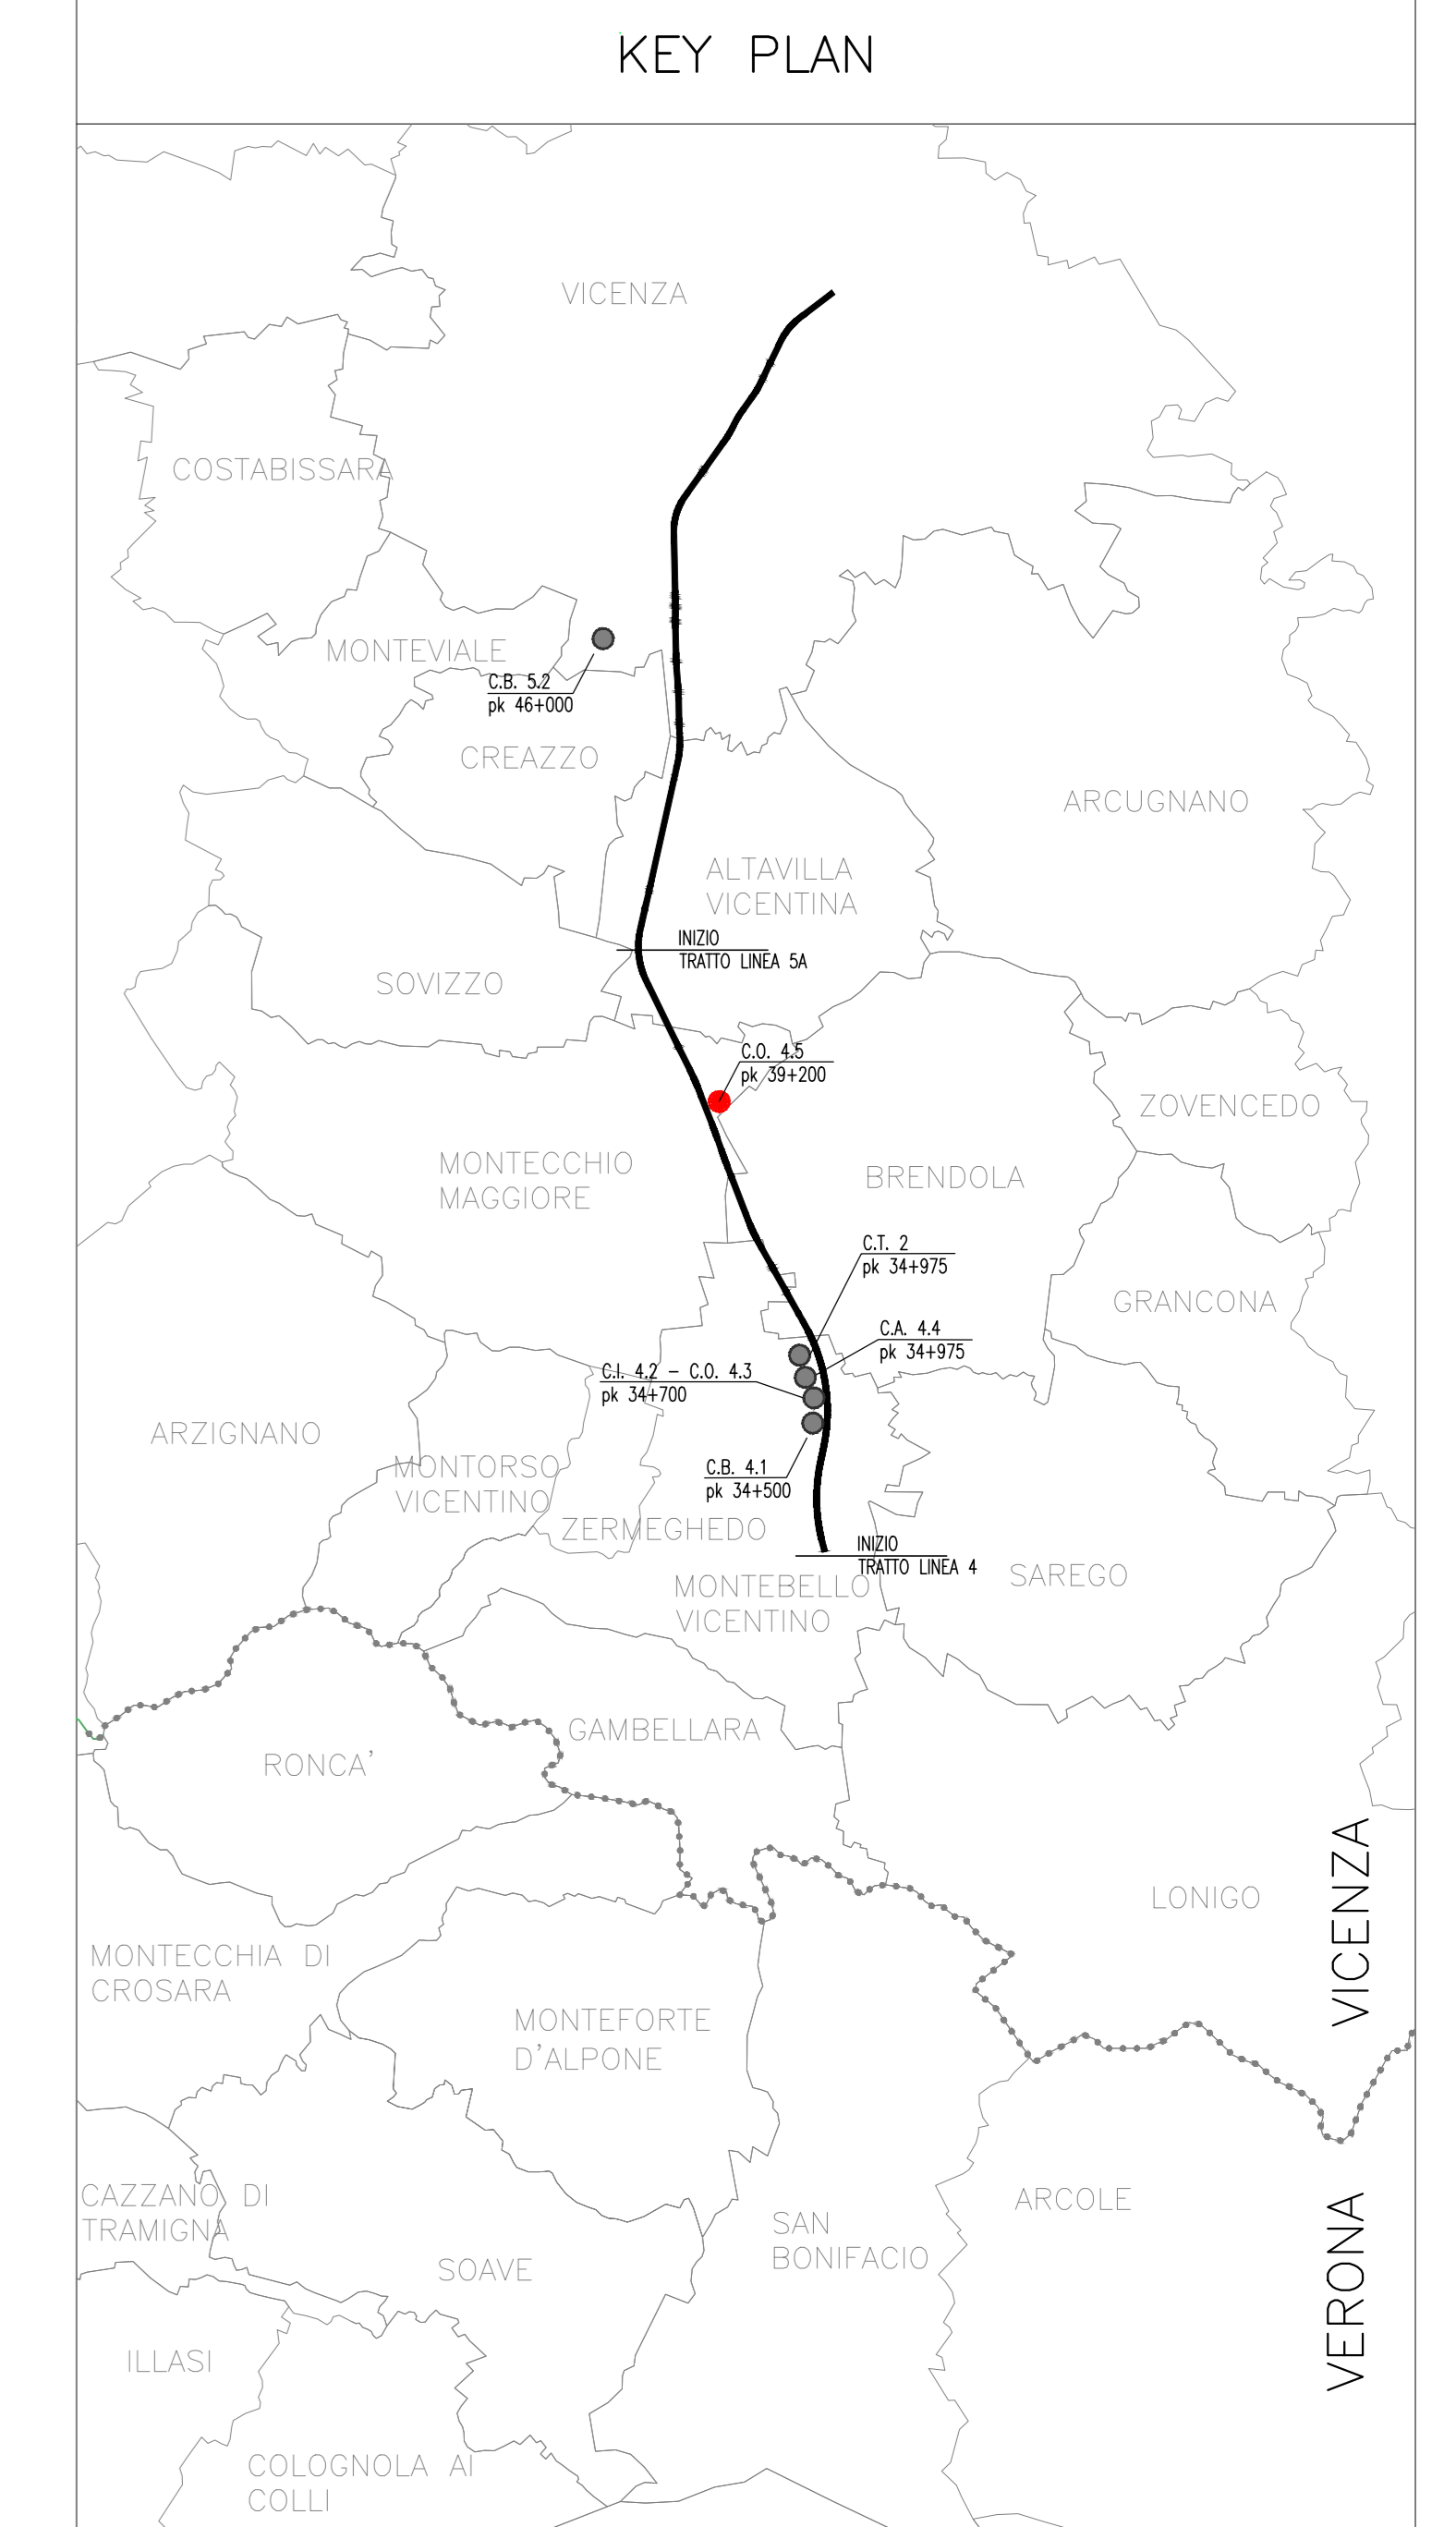 KEY PLAN
VICENZA
COSTABISSARA
MONTEVIALE
C.B. 5.2
pk 46+000
CREAZZO
ARCUGNANO
ALTAVILLA
VICENTINA
INIZIO
TRATTO LINEA 5A
SOVIZZO
C.O. 4.5
pk 39+200
ZOVENCEDO
MONTECCHIO
MAGGIORE
BRENDOLA
C.T. 2
pk 34+975
GRANCONA
C.A. 4.4
pk 34+975
C.I. 4.2 – C.O. 4.3
pk 34+700
ARZIGNANO
MONTORSO
VICENTINO
C.B. 4.1
pk 34+500
ZERMEGHEDO
INIZIO
TRATTO LINEA 4
SAREGO
MONTEBELLO
VICENTINO
GAMBELLARA
RONCA'
LONIGO
VICENZA
MONTECCHIA DI
CROSARA
MONTEFORTE
D'ALPONE
CAZZANO DI
TRAMIGNA
ARCOLE
SAN
BONIFACIO
VERONA
SOAVE
ILLASI
COLOGNOLA AI
COLLI